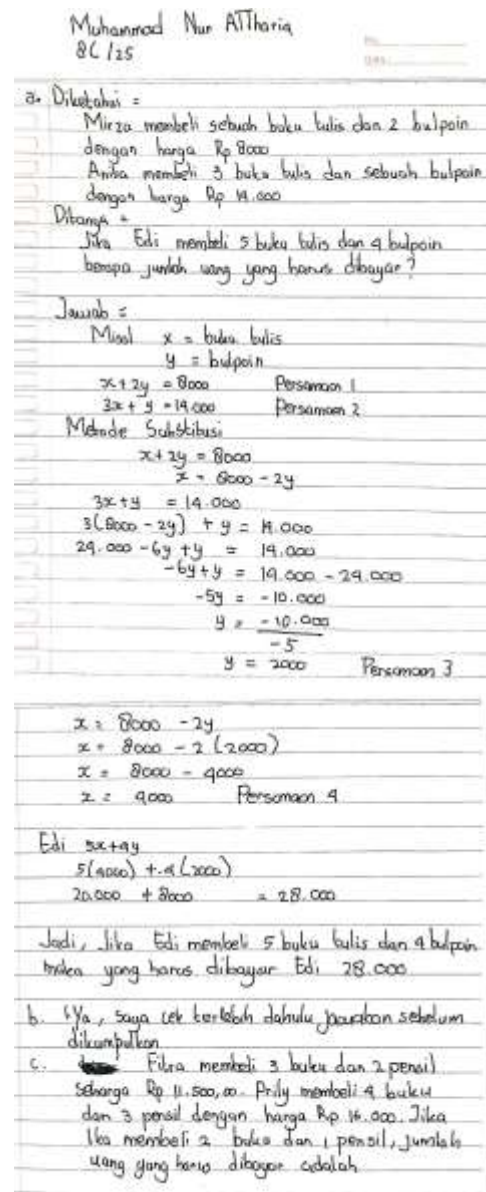 Muhammad Nur AlTharia
8C /25
a. Diketahui =
Mirza membeli sebuah buku tulis dan 2 bulpoin
dengan harga Rp 8000
Anita membeli 3 buku tulis dan sebuah bulpoin
dengan harga Rp 14.000
Ditanya =
Jika Edi membeli 5 buku tulis dan 4 bulpoin
berapa jumlah uang yang harus dibayar?
Jawab =
Misal x = buku tulis
y = bulpoin
x + 2y = 8000 Persamaan 1
3x + y = 14.000 Persamaan 2
Metode Substitusi
x + 2y = 8000
x = 8000 - 2y
3x + y = 14.000
3(8000 - 2y) + y = 14.000
24.000 - 6y + y = 14.000
-6y + y = 14.000 - 24.000
-5y = -10.000
y = -10.000
-5
y = 2000 Persamaan 3
x = 8000 - 2y
x = 8000 - 2 (2000)
x = 8000 - 4000
x = 4000 Persamaan 4
Edi 5x+4y
5(4000) + 4(2000)
20.000 + 8000 = 28.000
Jadi, Jika Edi membeli 5 buku tulis dan 4 bulpoin
maka yang harus dibayar Edi 28.000
b. Iya, saya cek terlebih dahulu jawaban sebelum
dikumpulkan
c. Fitra membeli 3 buku dan 2 pensil
seharga Rp 11.500,00. Prily membeli 4 buku
dan 3 pensil dengan harga Rp 16.000. Jika
Ika membeli 2 buku dan 1 pensil, jumlah
uang yang harus dibayar adalah